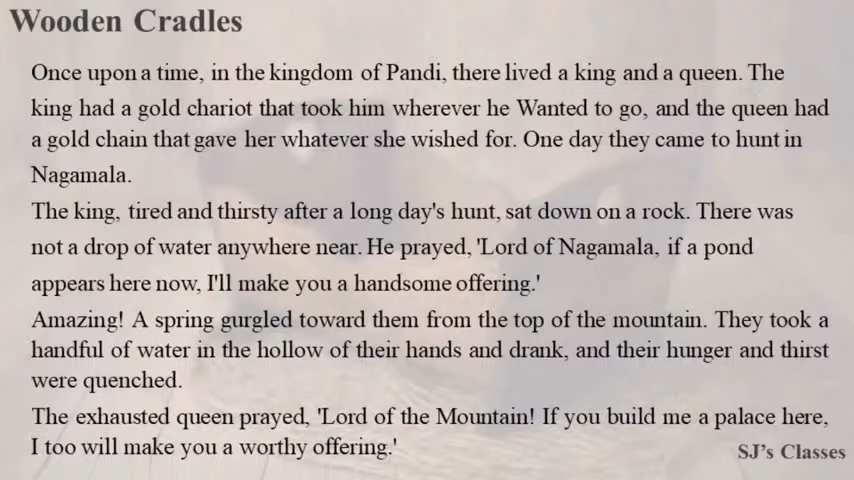 Wooden Cradles
Once upon a time, in the kingdom of Pandi, there lived a king and a queen. The
king had a gold chariot that took him wherever he Wanted to go, and the queen had
a gold chain that gave her whatever she wished for. One day they came to hunt in
Nagamala.
The king, tired and thirsty after a long day's hunt, sat down on a rock. There was
not a drop of water anywhere near. He prayed, 'Lord of Nagamala, if a pond
appears here now, I'll make you a handsome offering.'
Amazing! A spring gurgled toward them from the top of the mountain. They took a
handful of water in the hollow of their hands and drank, and their hunger and thirst
were quenched.
The exhausted queen prayed, 'Lord of the Mountain! If you build me a palace here,
I too will make you a worthy offering.'
SJ's Classes